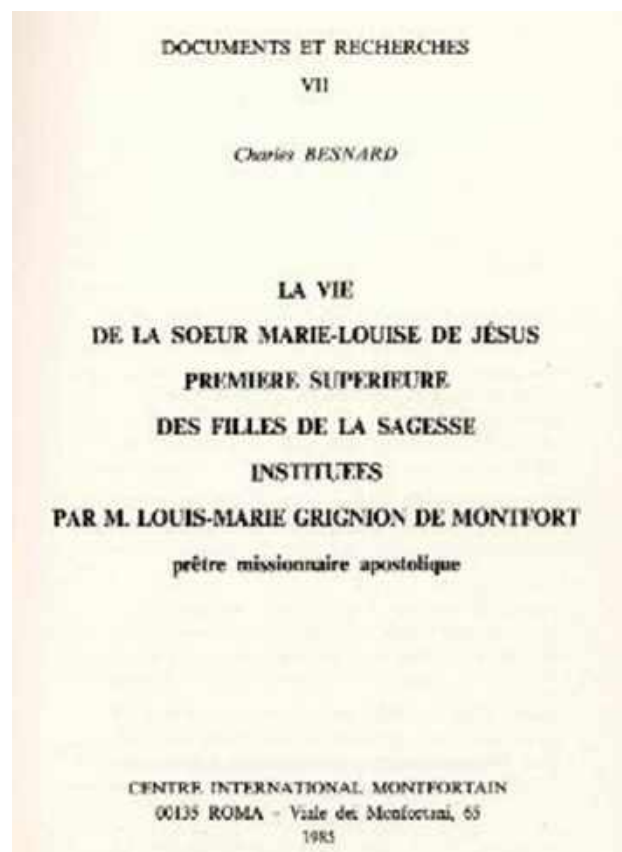 DOCUMENTS ET RECHERCHES
VII
Charles BESNARD
LA VIE
DE LA SOEUR MARIE-LOUISE DE JÉSUS
PREMIERE SUPERIEURE
DES FILLES DE LA SAGESSE
INSTITUEES
PAR M. LOUIS-MARIE GRIGNION DE MONTFORT
prêtre missionnaire apostolique
CENTRE INTERNATIONAL MONTFORTAIN
00135 ROMA - Viale dei Monfortani, 65
1985